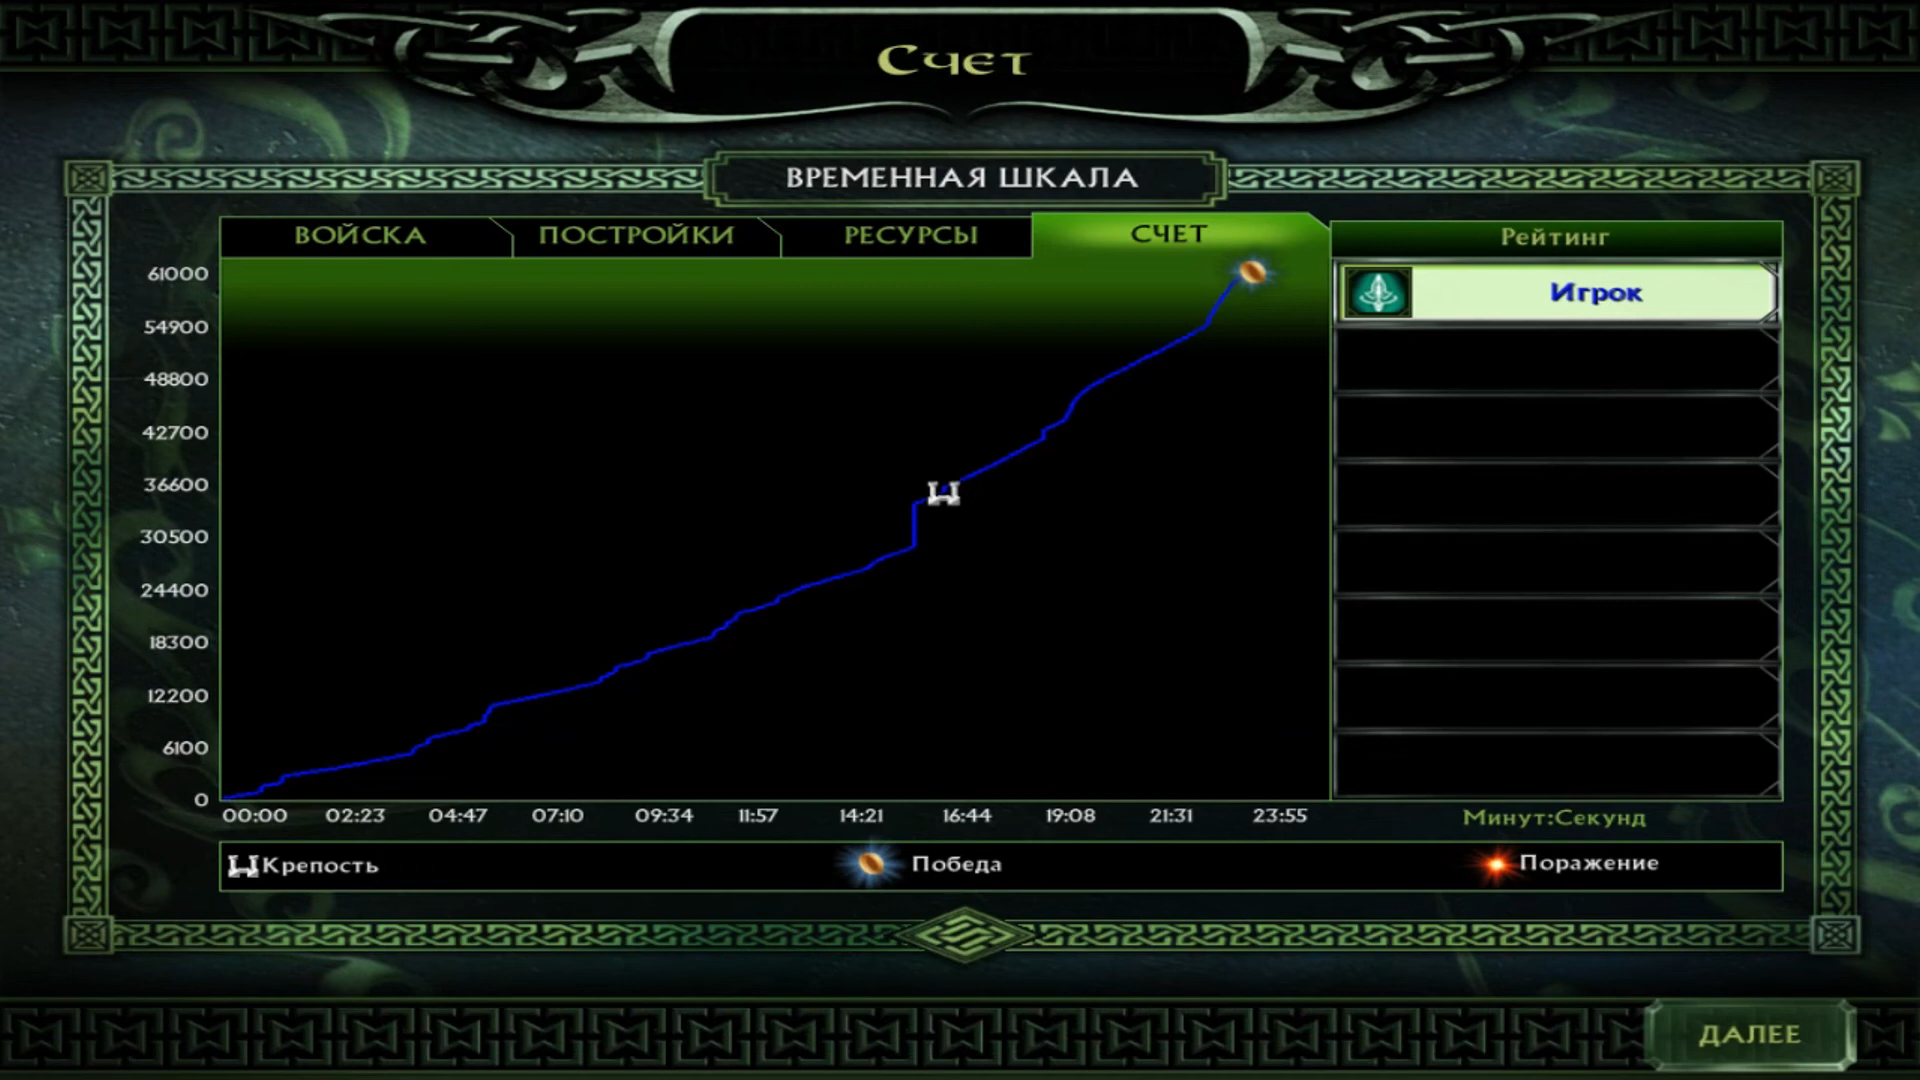 Счет
ВРЕМЕННАЯ ШКАЛА
ВОЙСКА ПОСТРОЙКИ РЕСУРСЫ СЧЕТ Рейтинг
61000
Игрок
54900
48800
42700
36600
30500
24400
18300
12200
6100
0
00:00 02:23 04:47 07:10 09:34 11:57 14:21 16:44 19:08 21:31 23:55 Минут:Секунд
Крепость Победа Поражение
ДАЛЕЕ